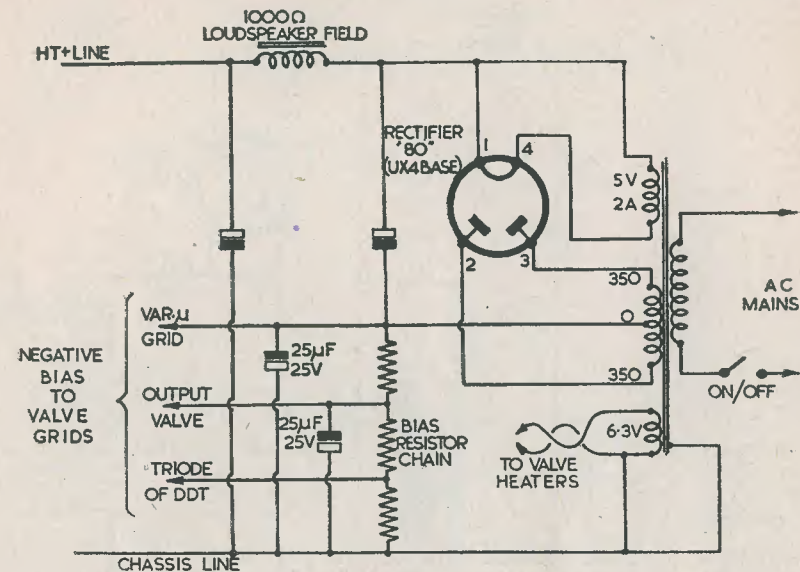 1000Ω
LOUDSPEAKER FIELD
HT+LINE
RECTIFIER
"80"
(UX4BASE)
1
4
2
3
5V
2A
350
0
350
AC
MAINS
ON/OFF
6·3V
TO VALVE
HEATERS
NEGATIVE
BIAS
TO
VALVE
GRIDS
VAR.µ
GRID
25µF
25V
OUTPUT
VALVE
25µF
25V
BIAS
RESISTOR
CHAIN
TRIODE
OF DDT
CHASSIS LINE